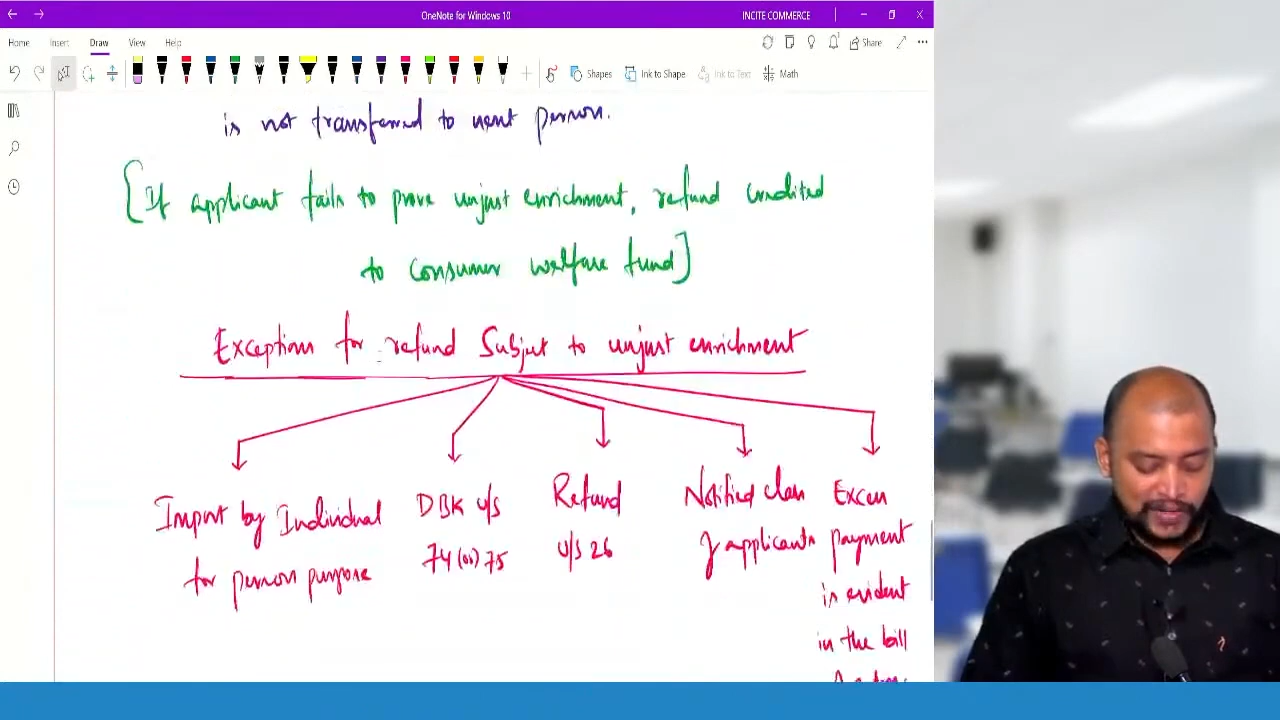 OneNote for Windows 10
INCITE COMMERCE
Home Insert Draw View Help
Share
Shapes Ink to Shape Ink to Text Math
is not transferred to next person.
{If applicant fails to prove unjust enrichment, refund credited
to consumer welfare fund]
Exceptions for refund Subject to unjust enrichment
Import by Individual
for person purpose
DBK u/s
74 (or) 75
Refund
u/s 26
Notified class
of applicants
Excess
payment
is evident
in the bill